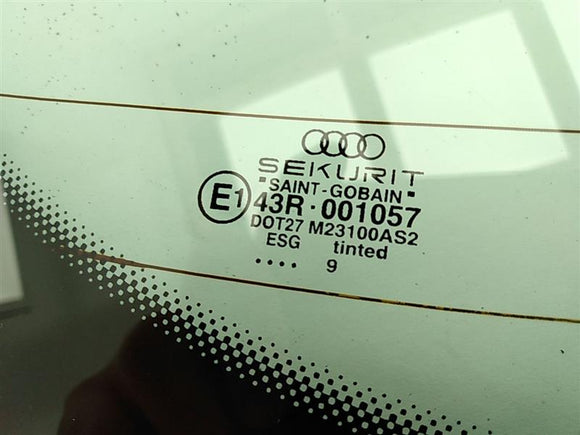 SEKURIT
SAINT-GOBAIN
E1 43R·001057
DOT27 M23100AS2
ESG tinted
.... 9